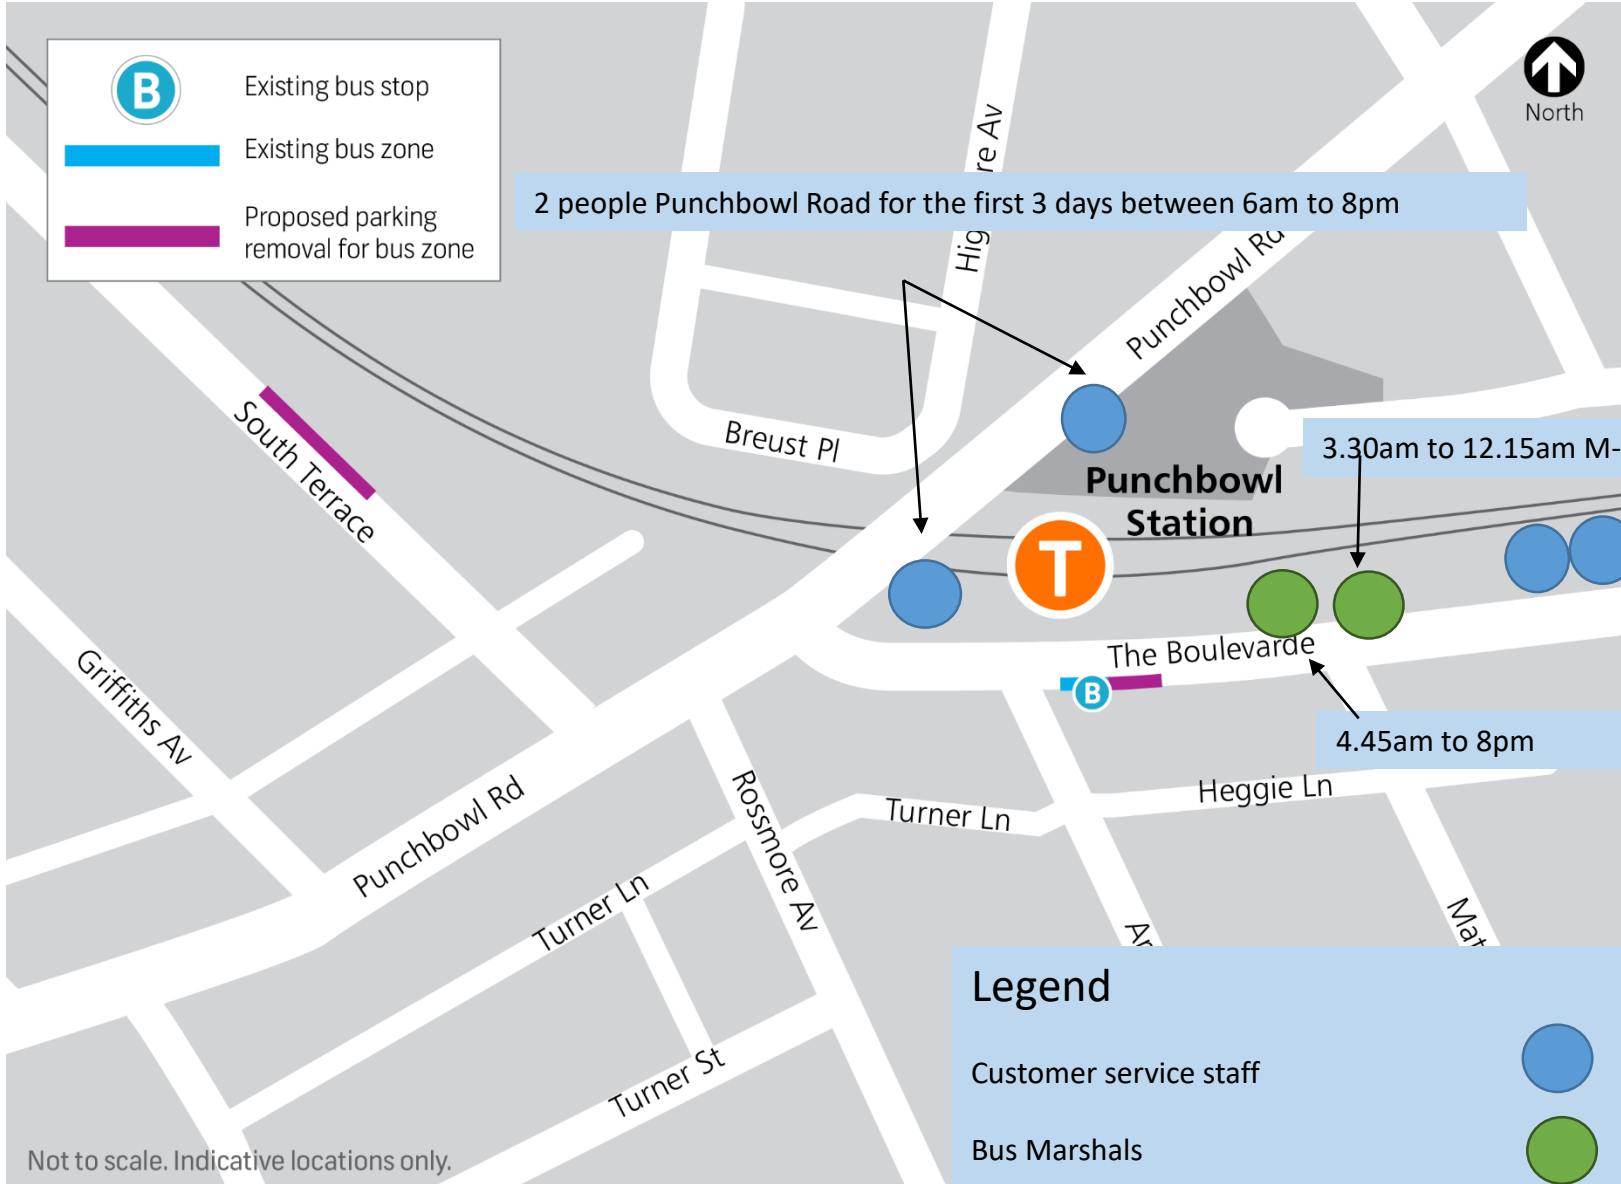 B
Existing bus stop
Existing bus zone
Proposed parking
removal for bus zone
North
2 people Punchbowl Road for the first 3 days between 6am to 8pm
Punchbowl Rd
Breust Pl
South Terrace
3.30am to 12.15am M-
Punchbowl
Station
T
The Boulevarde
B
4.45am to 8pm
Griffiths Av
Punchbowl Rd
Rossmore Av
Turner Ln
Heggie Ln
Turner Ln
Turner St
Legend
Customer service staff
Bus Marshals
Not to scale. Indicative locations only.